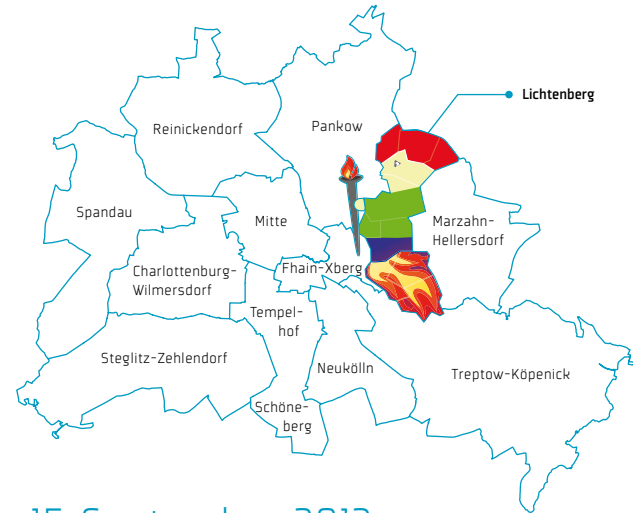 Lichtenberg
Reinickendorf
Pankow
Spandau
Mitte
Marzahn-
Hellersdorf
Charlottenburg-
Wilmersdorf
Fhain-Xberg
Tempel-
hof
Steglitz-Zehlendorf
Neukölln
Treptow-Köpenick
Schöne-
berg